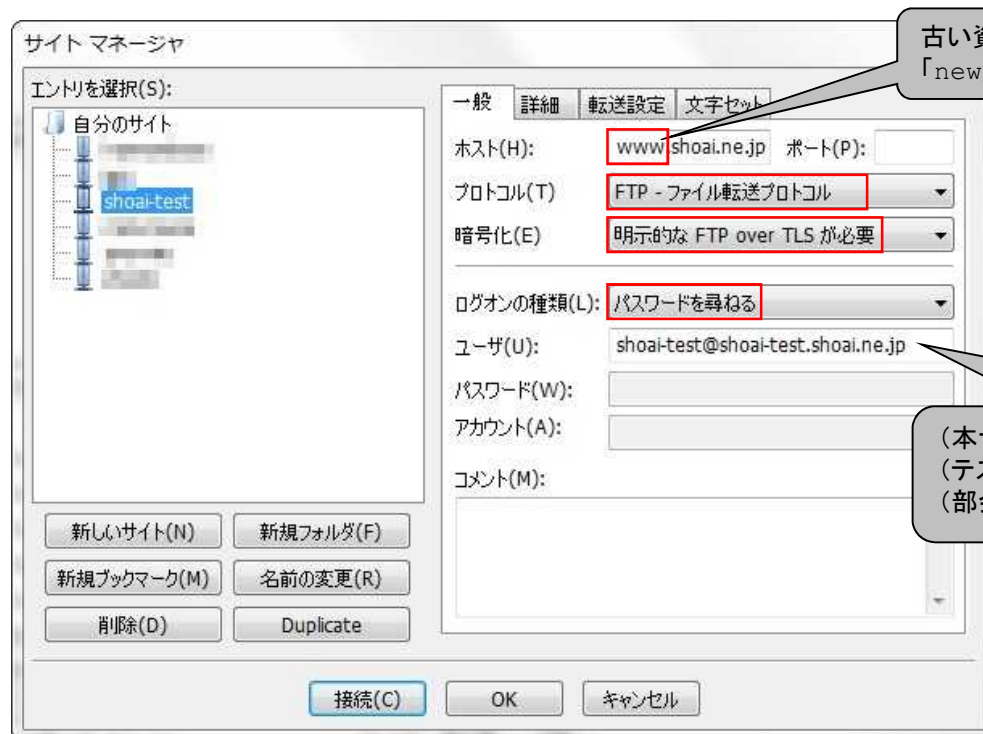 サイト マネージャ
古い
「new
エントリを選択(S):
自分のサイト
shoai-test
一般 詳細 転送設定 文字セット
ホスト(H): www.shoai.ne.jp ポート(P):
プロトコル(T) FTP - ファイル転送プロトコル
暗号化(E) 明示的な FTP over TLS が必要
ログオンの種類(L): パスワードを尋ねる
ユーザ(U): shoai-test@shoai-test.shoai.ne.jp
パスワード(W):
アカウント(A):
コメント(M):
(本
(テ
(部
新しいサイト(N) 新規フォルダ(F)
新規ブックマーク(M) 名前の変更(R)
削除(D) Duplicate
接続(C) OK キャンセル